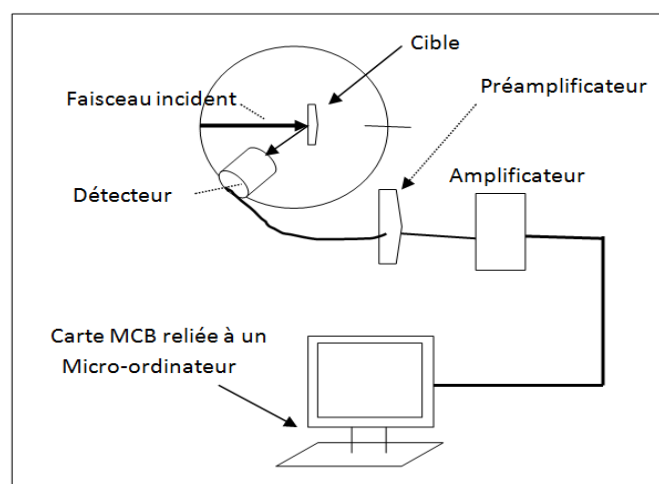 Cible
Faisceau incident
Préamplificateur
Détecteur
Amplificateur
Carte MCB reliée à un
Micro-ordinateur